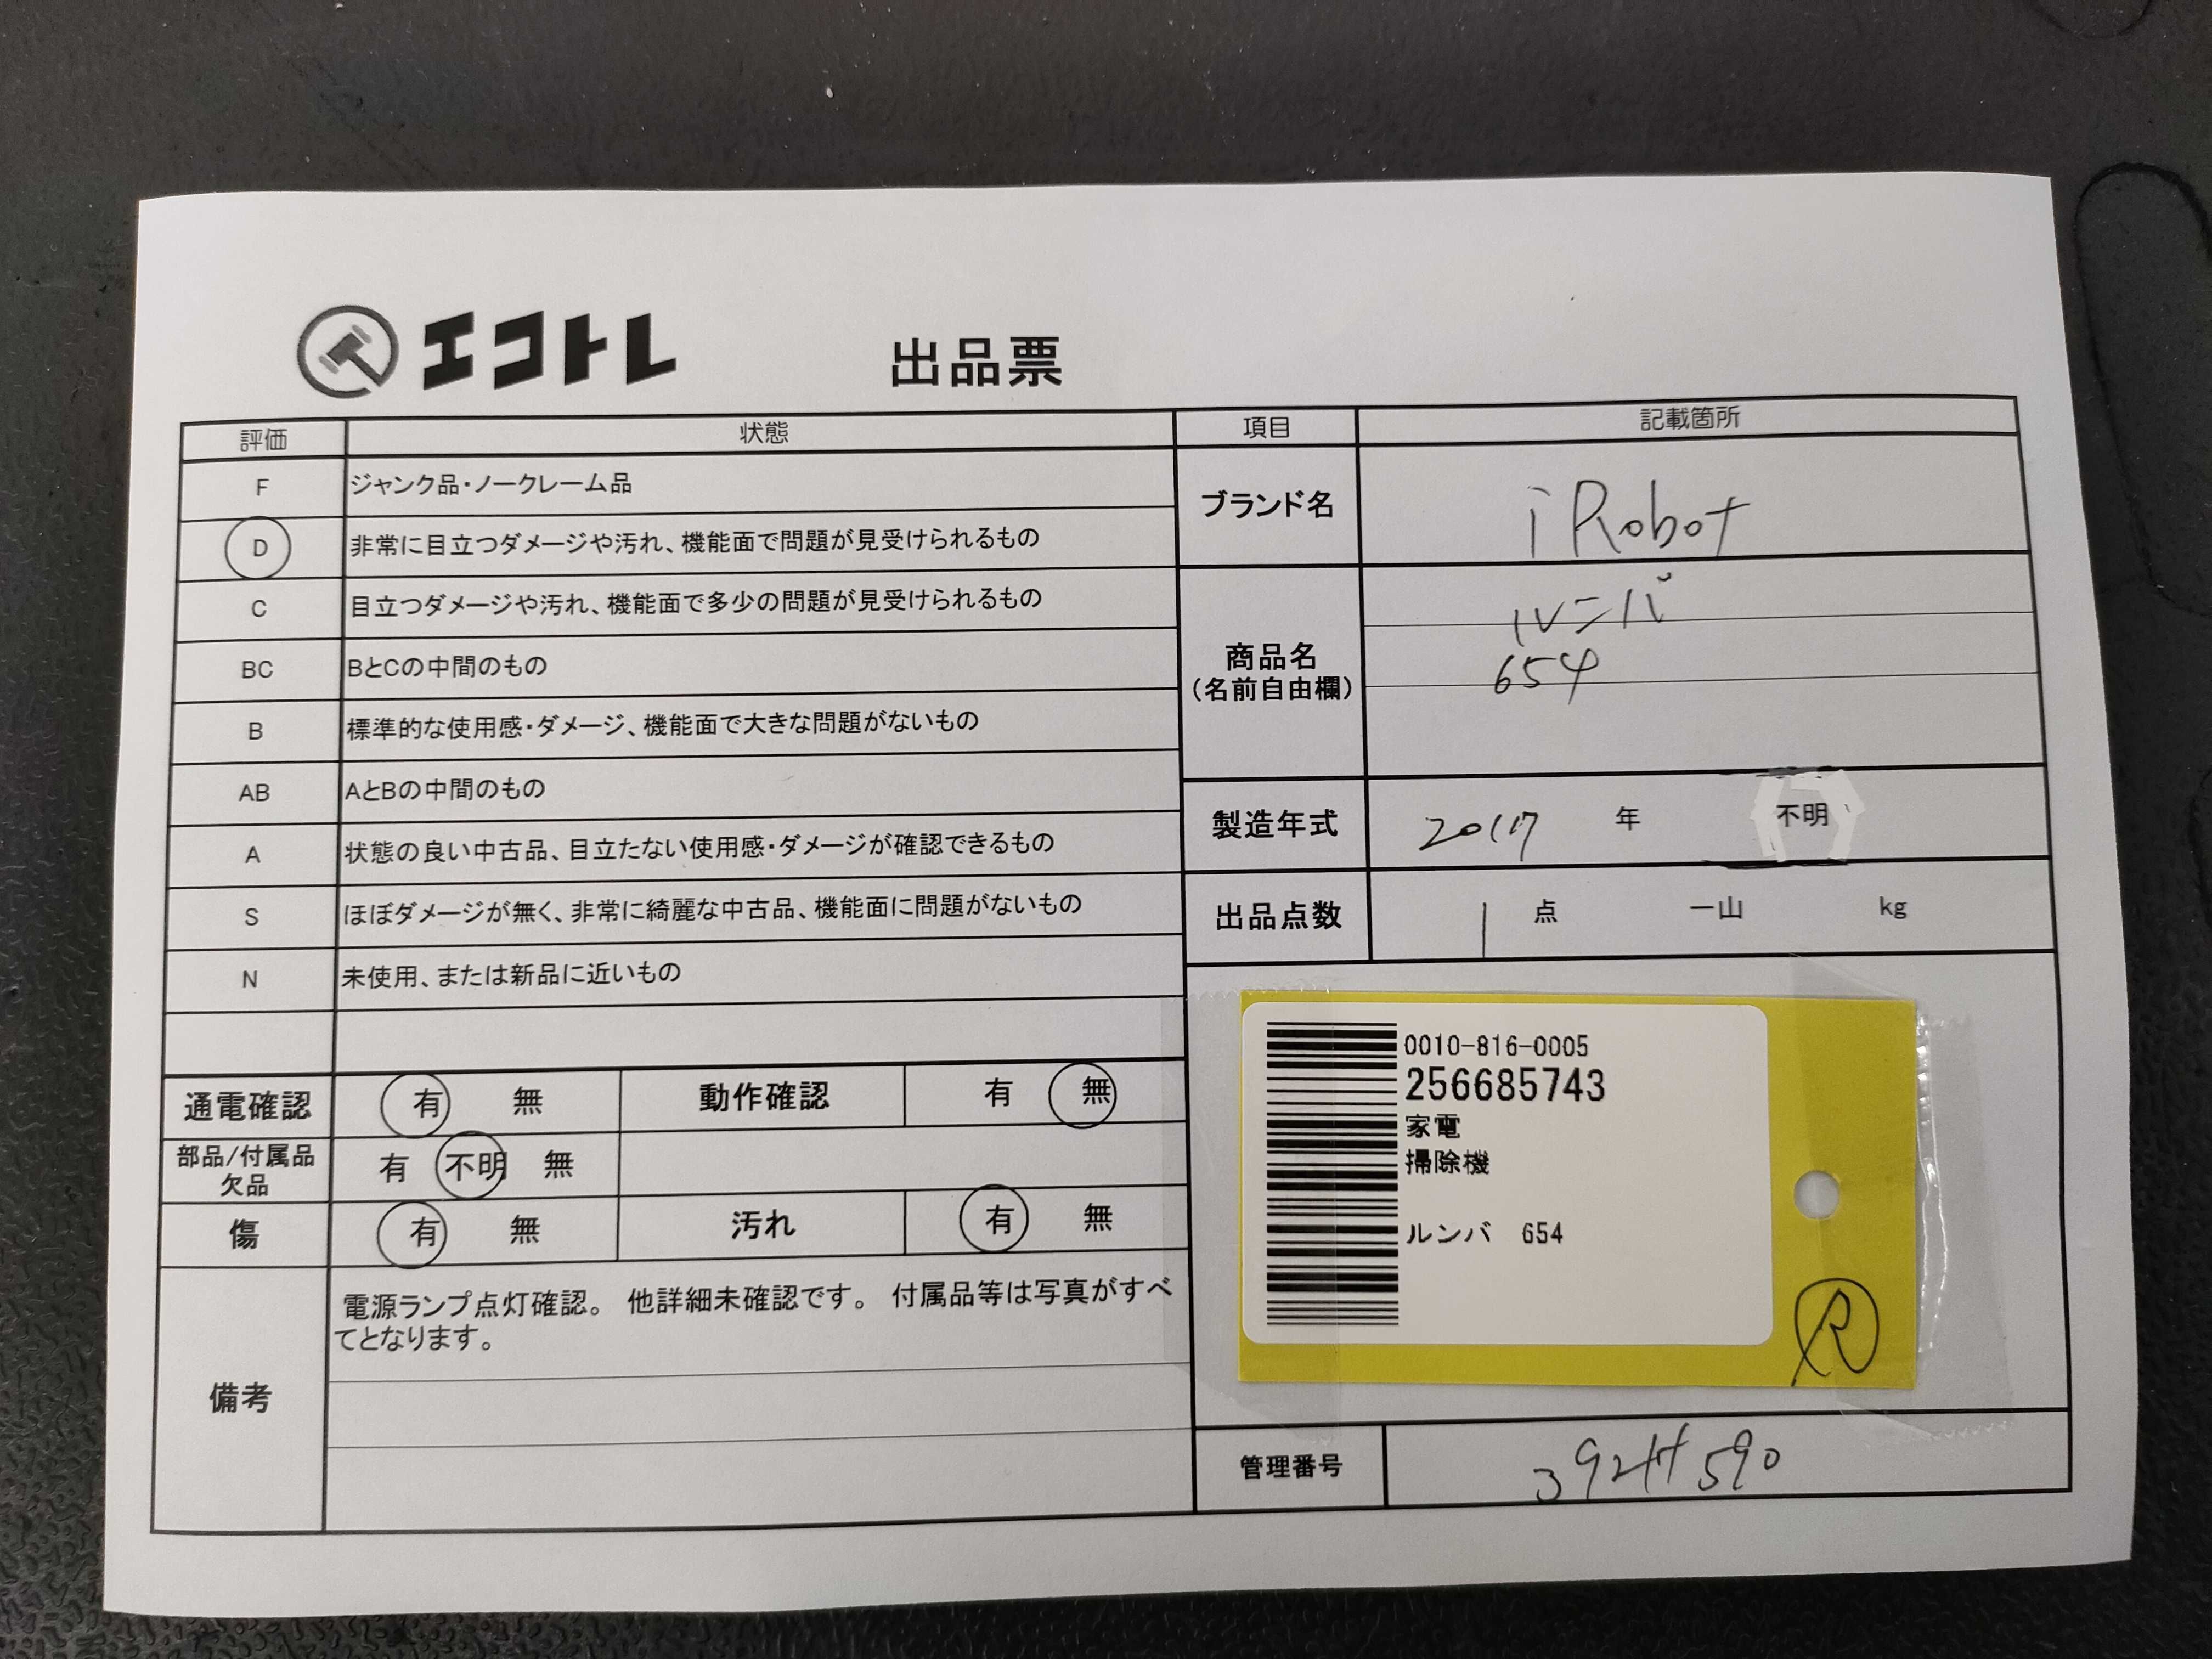 エコトレ
出品票
評価 状態
F ジャンク品・ノークレーム品
D 非常に目立つダメージや汚れ、機能面で問題が見受けられるもの
C 目立つダメージや汚れ、機能面で多少の問題が見受けられるもの
BC BとCの中間のもの
B 標準的な使用感・ダメージ、機能面で大きな問題がないもの
AB AとBの中間のもの
A 状態の良い中古品、目立たない使用感・ダメージが確認できるもの
S ほぼダメージが無く、非常に綺麗な中古品、機能面に問題がないもの
N 未使用、または新品に近いもの
通電確認 有 無 動作確認 有 無
部品/付属品
欠品
有 不明 無
傷 有 無 汚れ 有 無
備考
電源ランプ点灯確認。 他詳細未確認です。 付属品等は写真がすべ
てとなります。
項目 記載箇所
ブランド名 iRobot
商品名
(名前自由欄)
ルンバ
654
製造年式 2017 年 不明
出品点数 1 点 一山 kg
0010-816-0005
256685743
家電
掃除機
ルンバ 654
R
管理番号